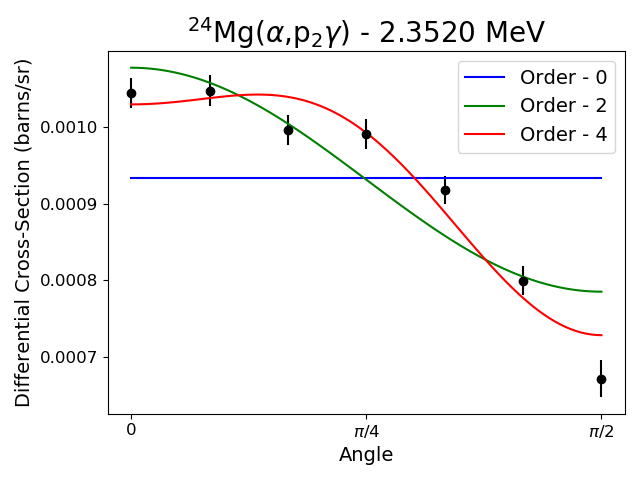 ²⁴Mg(α,p₂γ) - 2.3520 MeV
Order - 0
Order - 2
Order - 4
Differential Cross-Section (barns/sr)
0.0010
0.0009
0.0008
0.0007
0
π/4
π/2
Angle